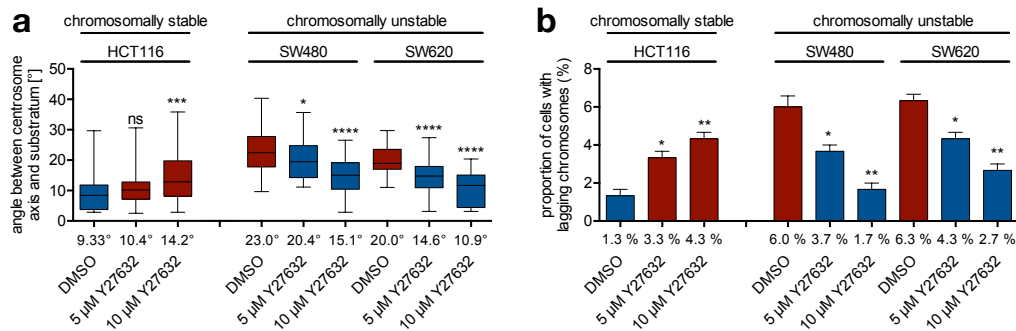 a
chromosomally stable
chromosomally unstable
HCT116
SW480
SW620
angle between centrosome
axis and substratum [°]
50
40
30
20
10
0
ns
***
*
****
****
****
9.33°
10.4°
14.2°
23.0°
20.4°
15.1°
20.0°
14.6°
10.9°
DMSO
5 µM Y27632
10 µM Y27632
DMSO
5 µM Y27632
10 µM Y27632
DMSO
5 µM Y27632
10 µM Y27632
b
chromosomally stable
chromosomally unstable
HCT116
SW480
SW620
proportion of cells with
lagging chromosomes (%)
8
6
4
2
0
*
**
*
**
*
**
1.3 %
3.3 %
4.3 %
6.0 %
3.7 %
1.7 %
6.3 %
4.3 %
2.7 %
DMSO
5 µM Y27632
10 µM Y27632
DMSO
5 µM Y27632
10 µM Y27632
DMSO
5 µM Y27632
10 µM Y27632